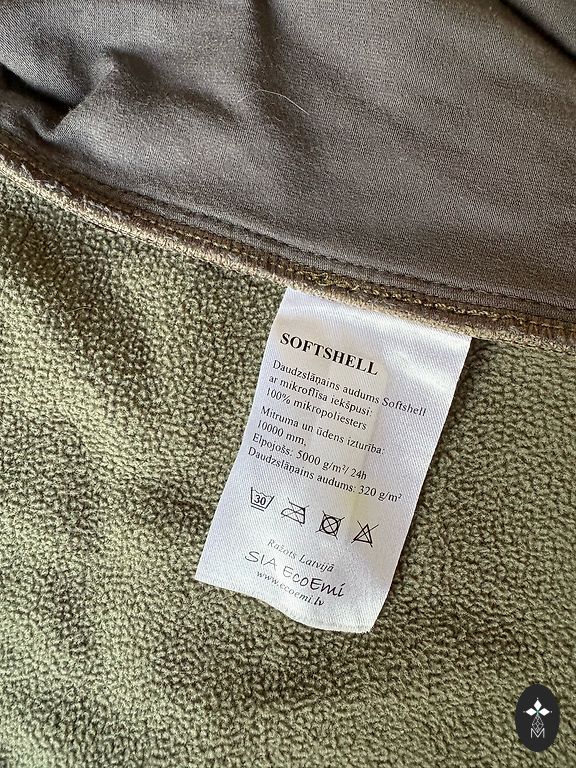 SOFTSHELL
Daudzslāņains audums Softshell
ar mikroflīsa iekšpusi:
100% mikropoliesters
Mitruma un ūdens izturība:
10000 mm.
Elpojošs: 5000 g/m²/ 24h
Daudzslāņains audums: 320 g/m²
30
Ražots Latvijā
SIA EcoEmi
www.ecoemi.lv
M